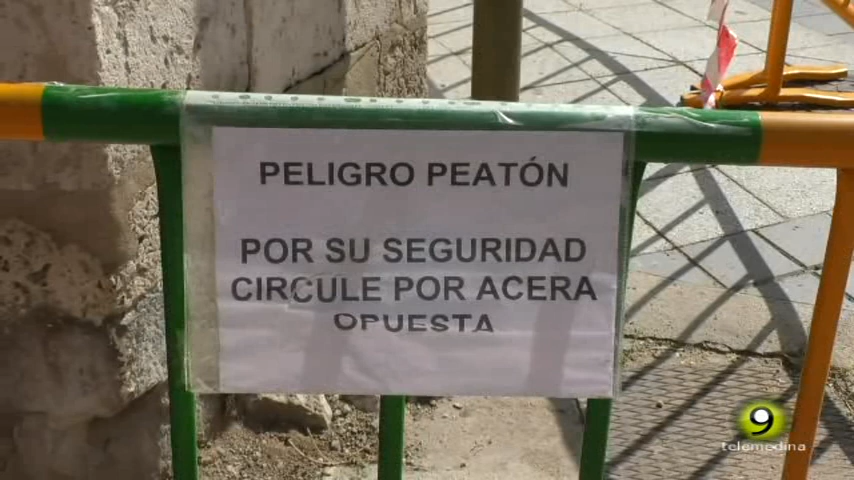 PELIGRO PEATÓN
POR SU SEGURIDAD
CIRCULE POR ACERA
OPUESTA
9
telemedina